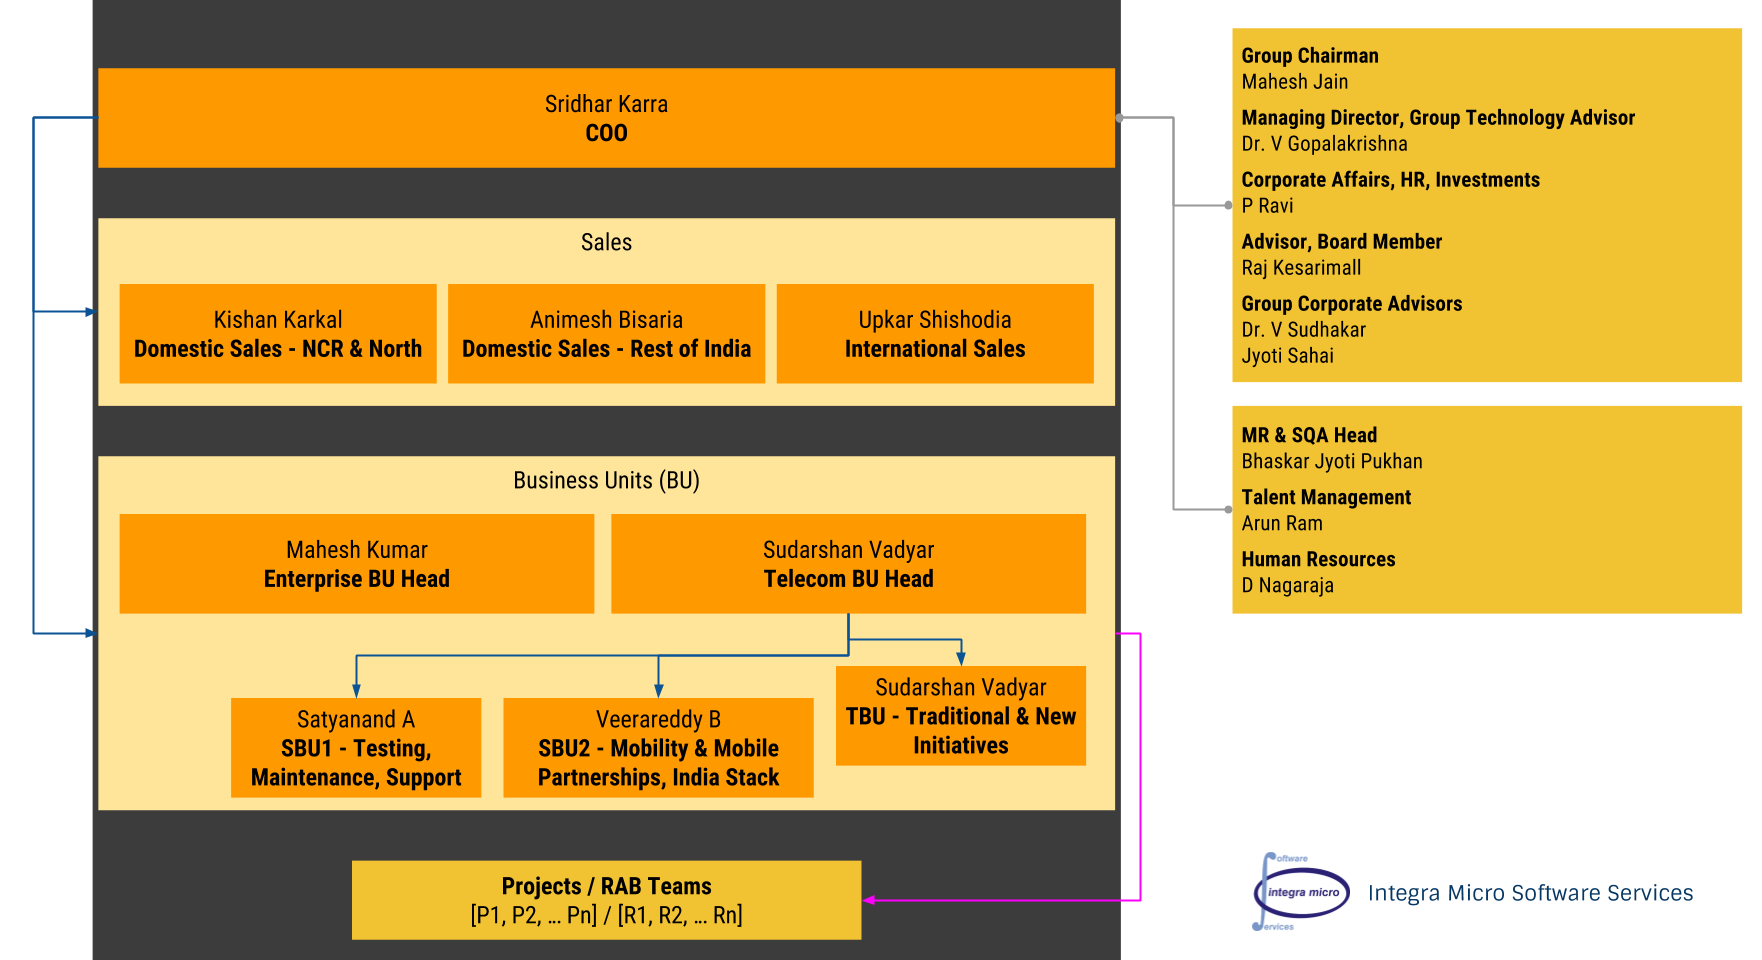 Sridhar Karra
COO
Sales
Kishan Karkal
Domestic Sales - NCR & North
Animesh Bisaria
Domestic Sales - Rest of India
Upkar Shishodia
International Sales
Business Units (BU)
Mahesh Kumar
Enterprise BU Head
Sudarshan Vadyar
Telecom BU Head
Satyanand A
SBU1 - Testing,
Maintenance, Support
Veerareddy B
SBU2 - Mobility & Mobile
Partnerships, India Stack
Sudarshan Vadyar
TBU - Traditional & New
Initiatives
Projects / RAB Teams
[P1, P2, ... Pn] / [R1, R2, ... Rn]
Group Chairman
Mahesh Jain
Managing Director, Group Technology Advisor
Dr. V Gopalakrishna
Corporate Affairs, HR, Investments
P Ravi
Advisor, Board Member
Raj Kesarimall
Group Corporate Advisors
Dr. V Sudhakar
Jyoti Sahai
MR & SQA Head
Bhaskar Jyoti Pukhan
Talent Management
Arun Ram
Human Resources
D Nagaraja
software
integra micro
services
Integra Micro Software Services